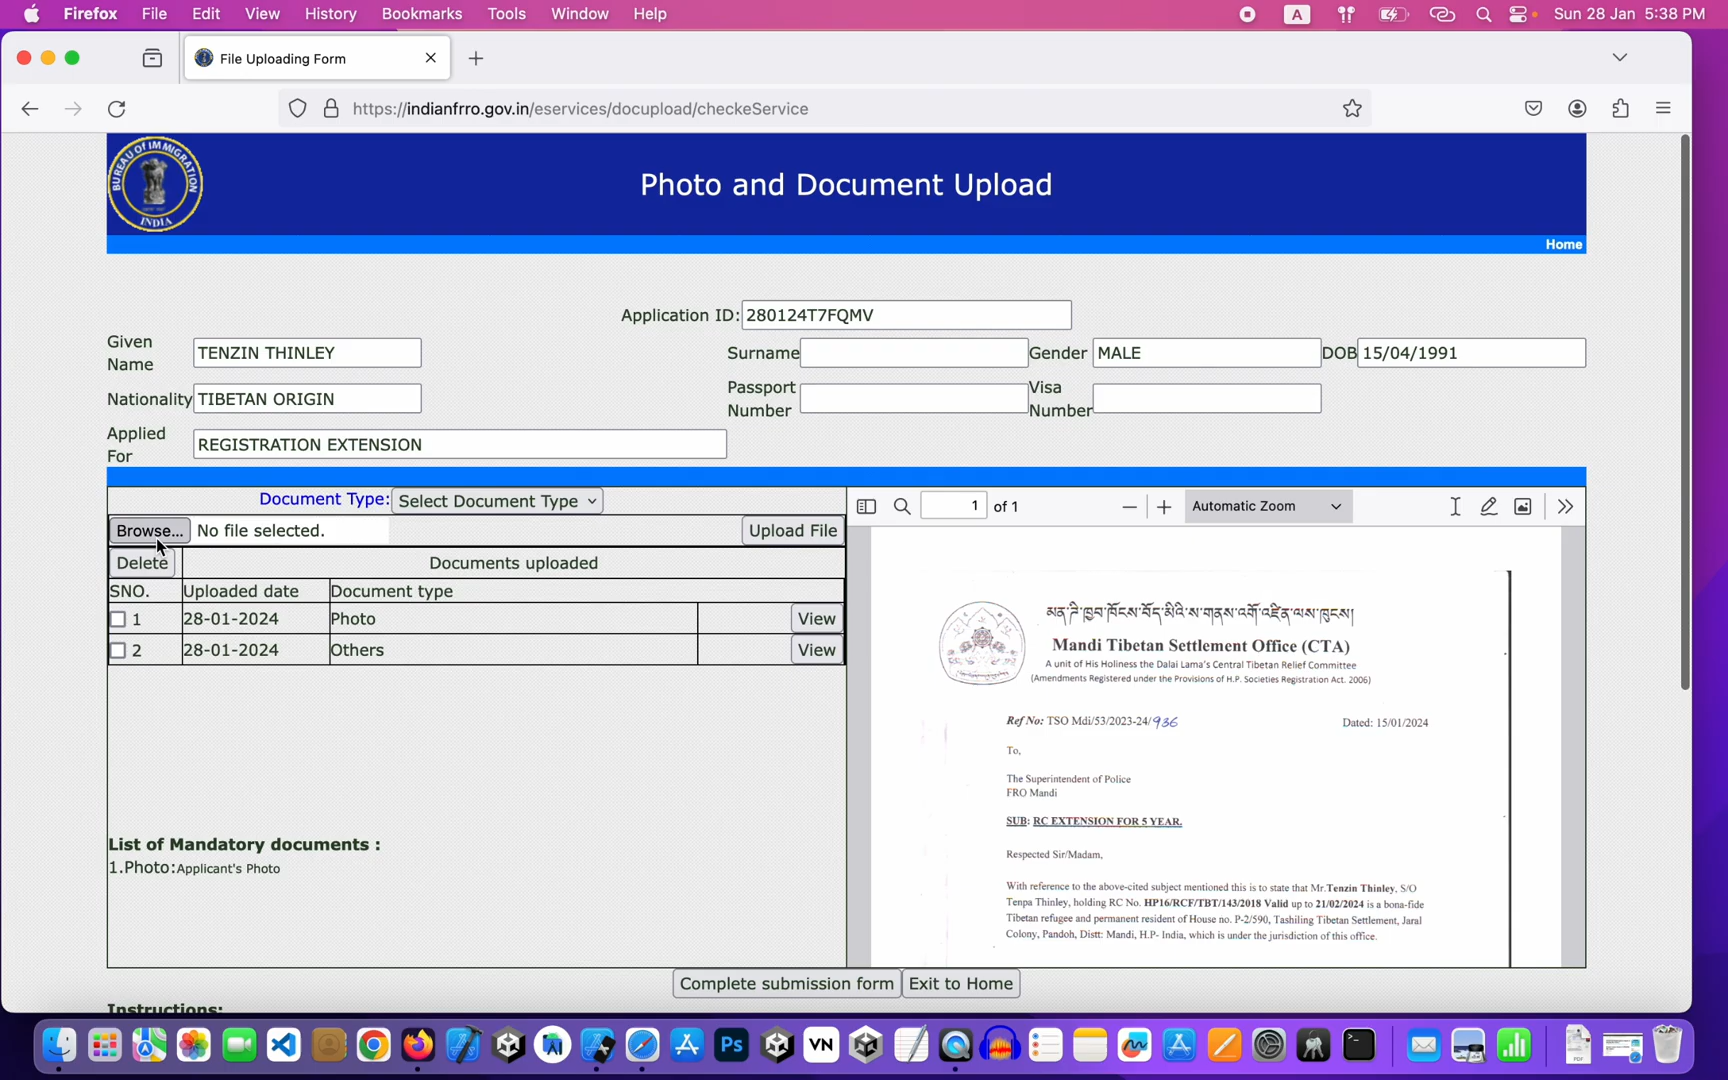 Firefox File Edit View History Bookmarks Tools Window Help A Sun 28 Jan 5:38 PM
File Uploading Form
https://indianfrro.gov.in/eservices/docupload/checkeService
BUREAU OF IMMIGRATION
INDIA
Photo and Document Upload
Home
Application ID: 280124T7FQMV
Given Name TENZIN THINLEY Surname Gender MALE DOB 15/04/1991
Nationality TIBETAN ORIGIN Passport Number Visa Number
Applied For REGISTRATION EXTENSION
Document Type: Select Document Type
Browse... No file selected. Upload File
Delete Documents uploaded
SNO. Uploaded date Document type
1 28-01-2024 Photo View
2 28-01-2024 Others View
List of Mandatory documents :
1.Photo:Applicant's Photo
1 of 1 Automatic Zoom
Mandi Tibetan Settlement Office (CTA)
A unit of His Holiness the Dalai Lama's Central Tibetan Relief Committee
(Amendments Registered under the Provisions of H.P. Societies Registration Act. 2006)
Ref No: TSO Mdi/53/2023-24/936 Dated: 15/01/2024
To,
The Superintendent of Police
FRO Mandi
SUB: RC EXTENSION FOR 5 YEAR.
Respected Sir/Madam,
With reference to the above-cited subject mentioned this is to state that Mr.Tenzin Thinley, S/O
Tenpa Thinley, holding RC No. HP16/RCF/TBT/143/2018 Valid up to 21/02/2024 is a bona-fide
Tibetan refugee and permanent resident of House no. P-2/590, Tashiling Tibetan Settlement, Jaral
Colony, Pandoh, Distt: Mandi, H.P- India, which is under the jurisdiction of this office.
Complete submission form Exit to Home
Instructions:
Ps VN
PDF